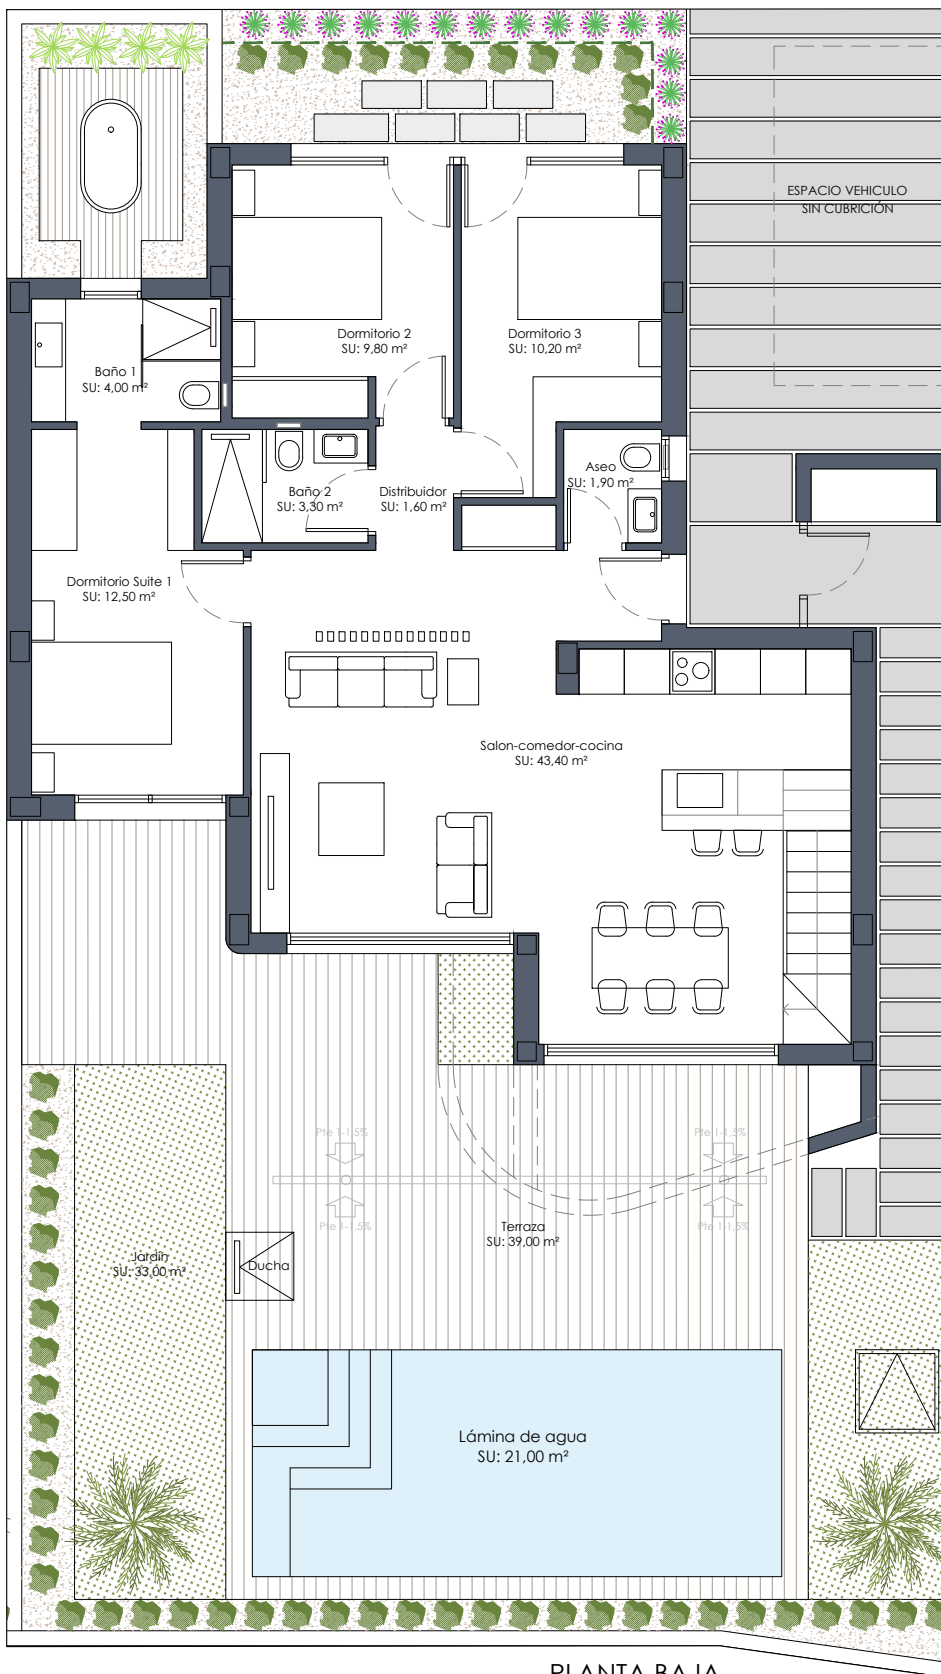 ESPACIO VEHICULO
SIN CUBRICIÓN
Dormitorio 2
SU: 9,80 m²
Dormitorio 3
SU: 10,20 m²
Baño 1
SU: 4,00 m²
Aseo
SU: 1,90 m²
Baño 2
SU: 3,30 m²
Distribuidor
SU: 1,60 m²
Dormitorio Suite 1
SU: 12,50 m²
Salon-comedor-cocina
SU: 43,40 m²
Pte 1-1,5%
Pte 1-1,5%
Pte 1-1,5%
Pte 1-1,5%
Terraza
SU: 39,00 m²
Jardín
SU: 33,00 m²
Ducha
Lámina de agua
SU: 21,00 m²
PLANTA BAJA